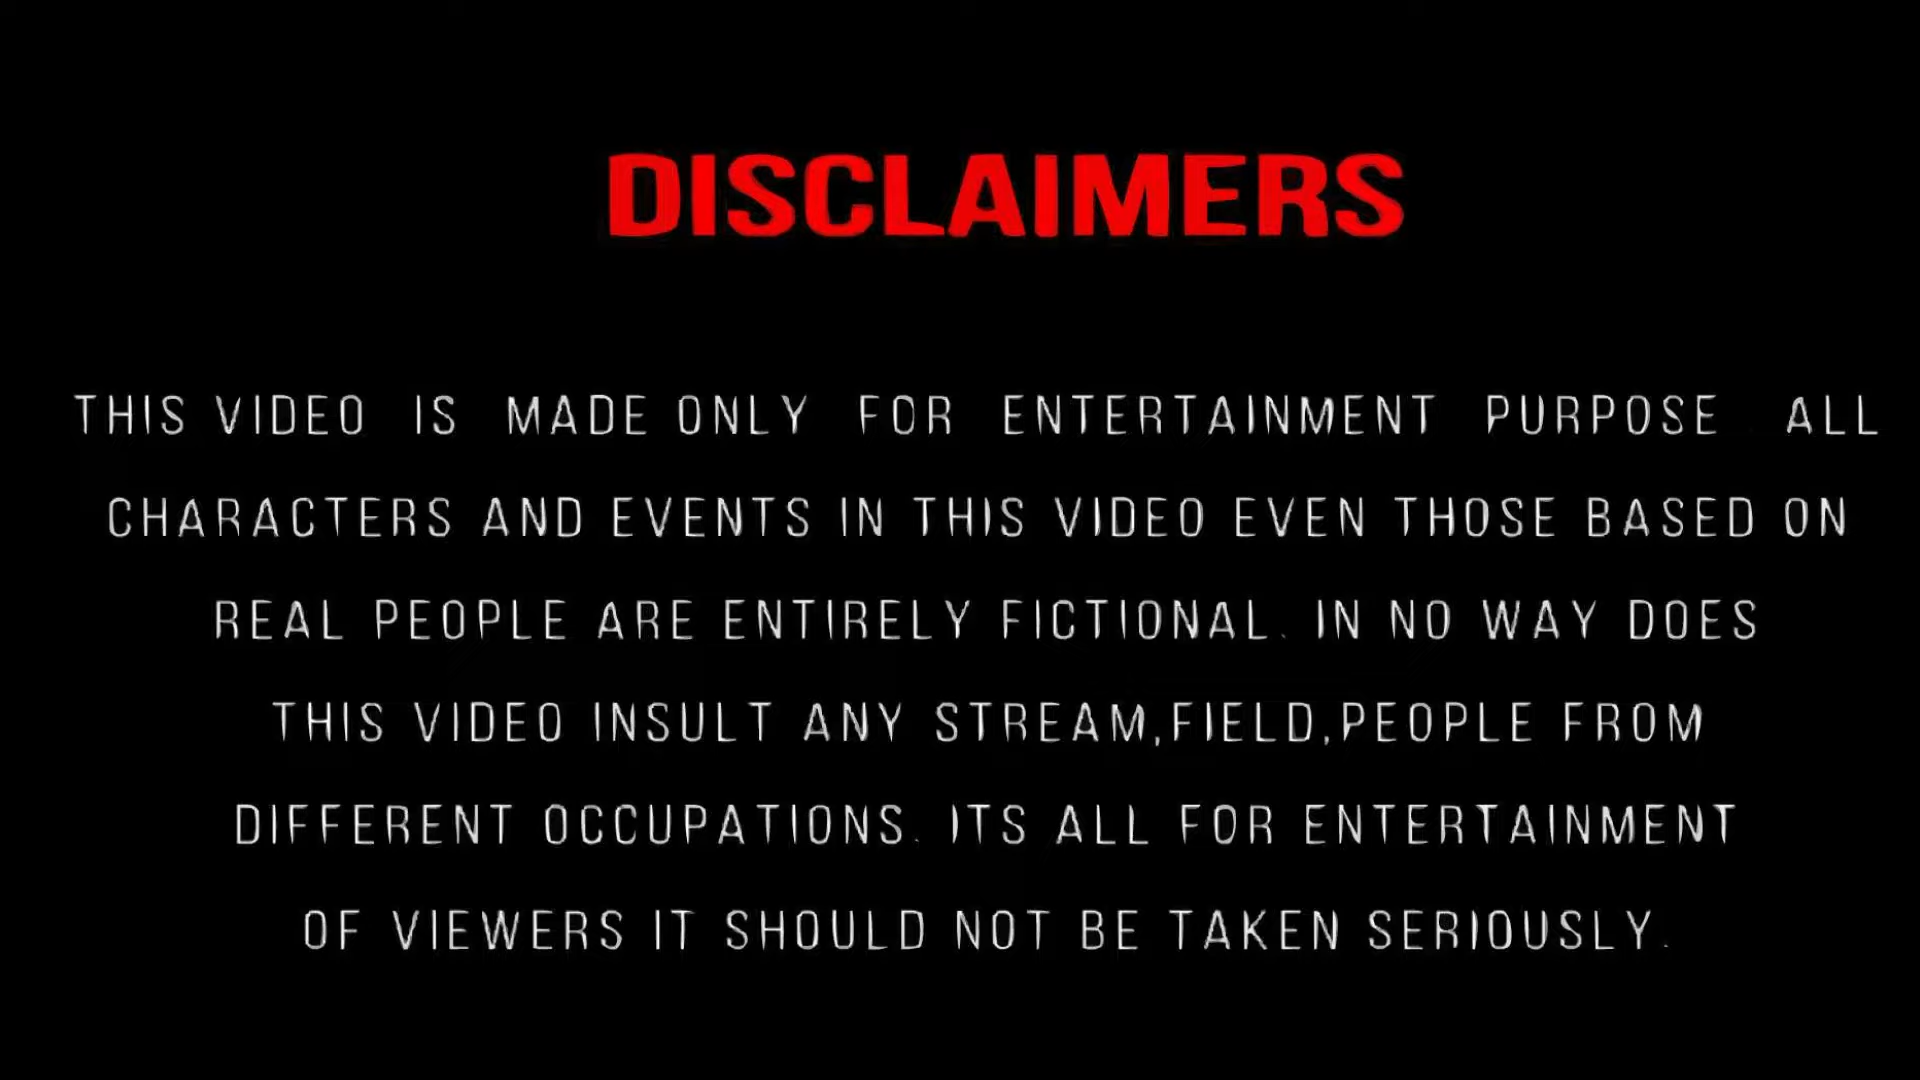 DISCLAIMERS
THIS VIDEO IS MADE ONLY FOR ENTERTAINMENT PURPOSE . ALL
CHARACTERS AND EVENTS IN THIS VIDEO EVEN THOSE BASED ON
REAL PEOPLE ARE ENTIRELY FICTIONAL. IN NO WAY DOES
THIS VIDEO INSULT ANY STREAM,FIELD,PEOPLE FROM
DIFFERENT OCCUPATIONS. ITS ALL FOR ENTERTAINMENT
OF VIEWERS IT SHOULD NOT BE TAKEN SERIOUSLY.